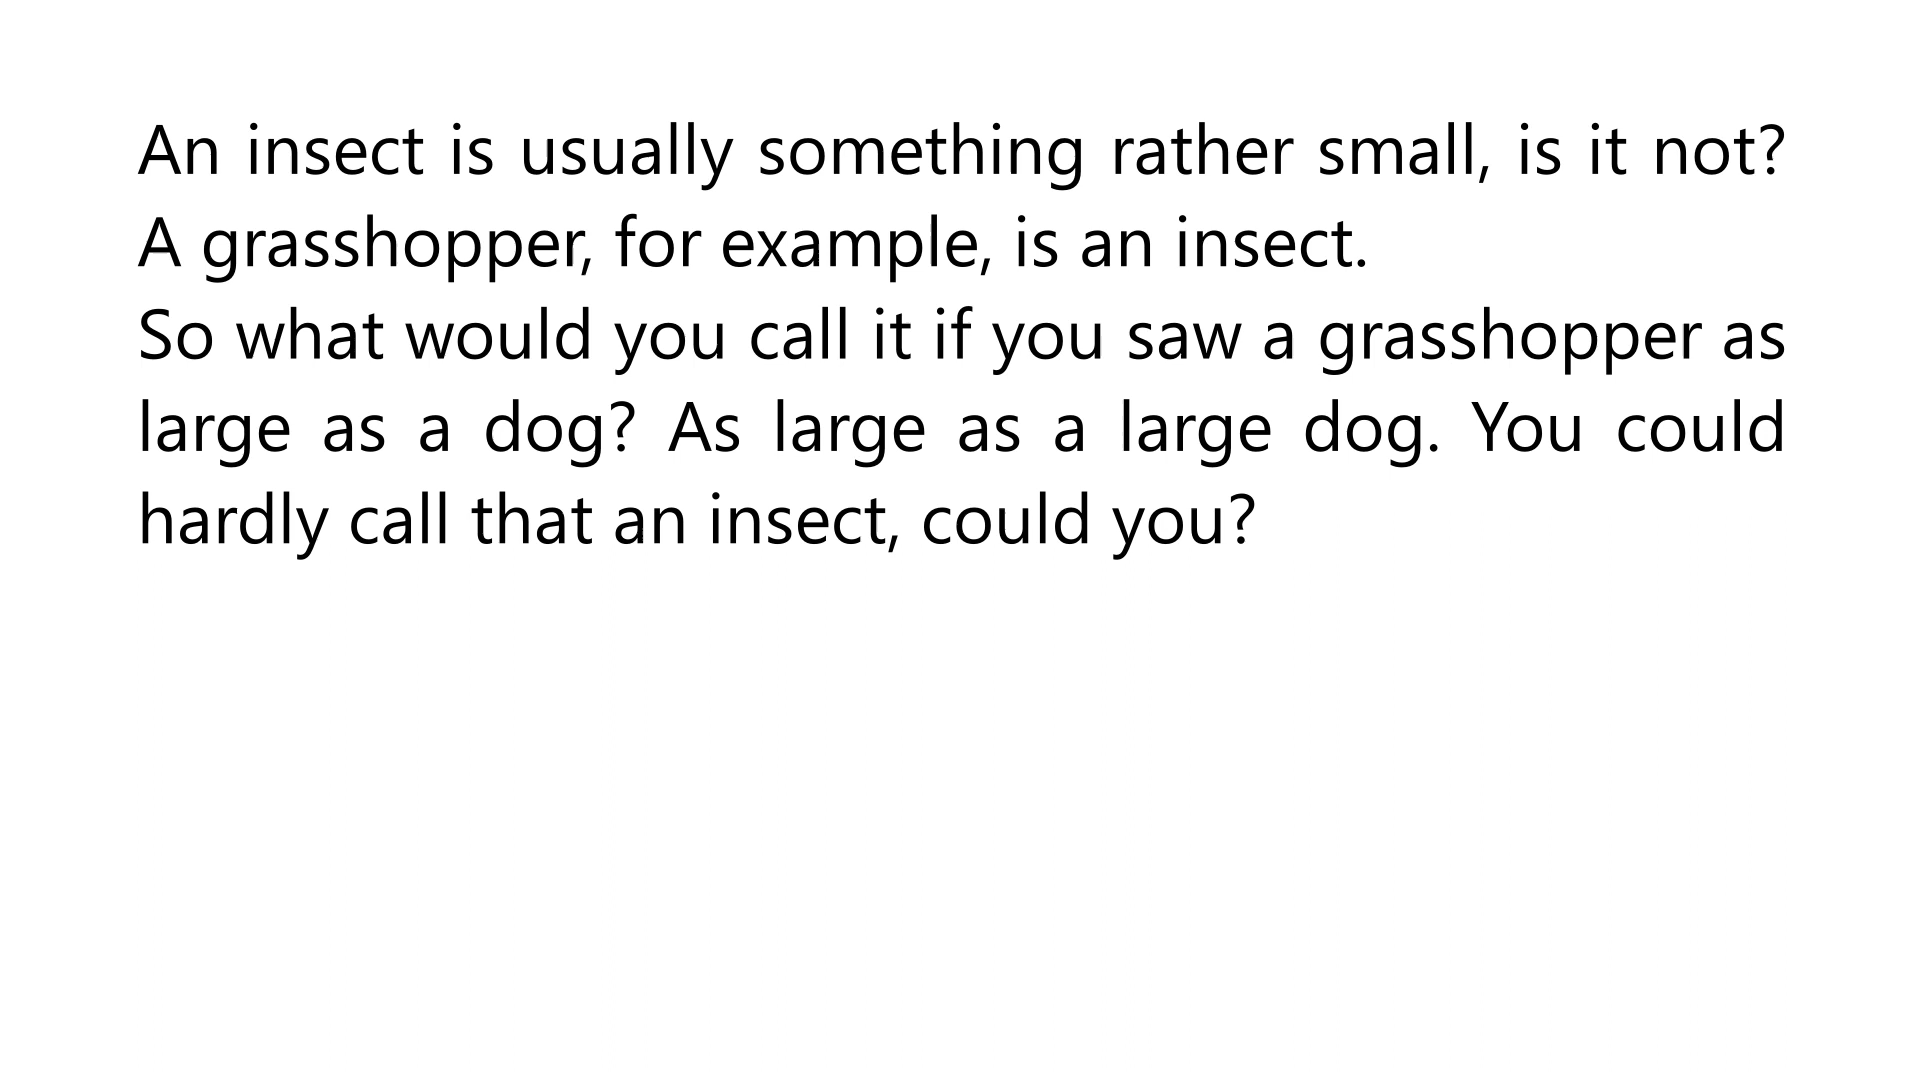 An insect is usually something rather small, is it not?
A grasshopper, for example, is an insect.
So what would you call it if you saw a grasshopper as
large as a dog? As large as a large dog. You could
hardly call that an insect, could you?